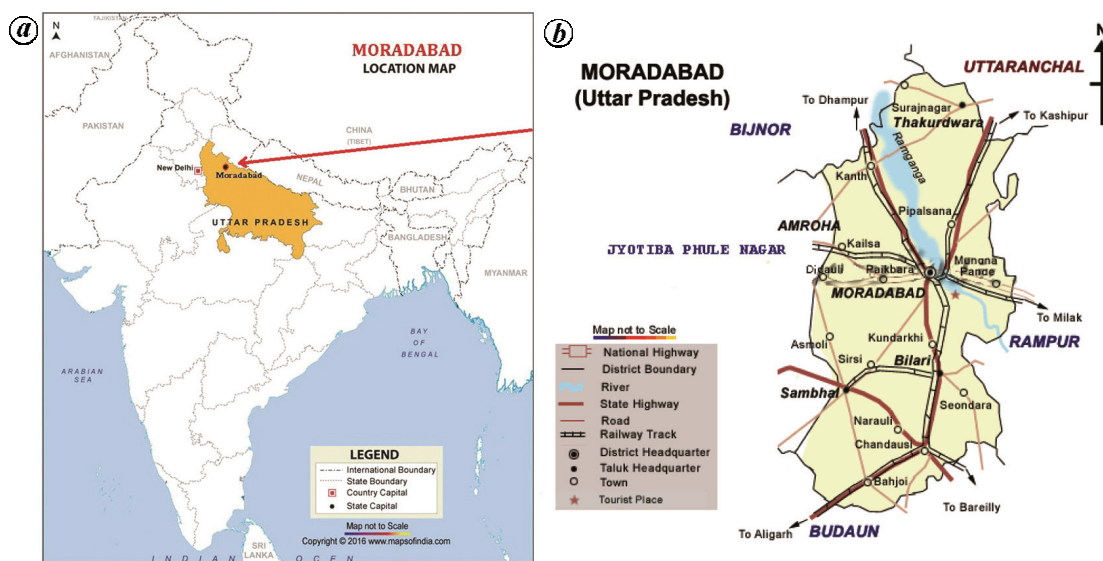 a
N
TAJIKISTAN
AFGHANISTAN
MORADABAD
LOCATION MAP
PAKISTAN
CHINA
(TIBET)
New Delhi
Moradabad
NEPAL
BHUTAN
UTTAR PRADESH
BANGLADESH
MYANMAR
BAY
OF
BENGAL
ARABIAN
SEA
LEGEND
International Boundary
State Boundary
Country Capital
State Capital
Map not to Scale
Copyright © 2016 www.mapsofindia.com
SRI
LANKA
INDIAN OCEAN
b
N
MORADABAD
(Uttar Pradesh)
UTTARANCHAL
To Dhampur
Surajnagar
Thakurdwara
To Kashipur
BIJNOR
Ramganga
Kanth
Pipalsana
AMROHA
JYOTIBA PHULE NAGAR
Kailsa
Pakbara
MORADABAD
To Milak
RAMPUR
Kundarkhi
Asmoli
Sirsi
Bilari
Sambhal
Seondara
Narauli
Chandausi
Bahjoi
To Bareilly
To Aligarh
BUDAUN
Map not to Scale
National Highway
District Boundary
River
State Highway
Road
Railway Track
District Headquarter
Taluk Headquarter
Town
Tourist Place